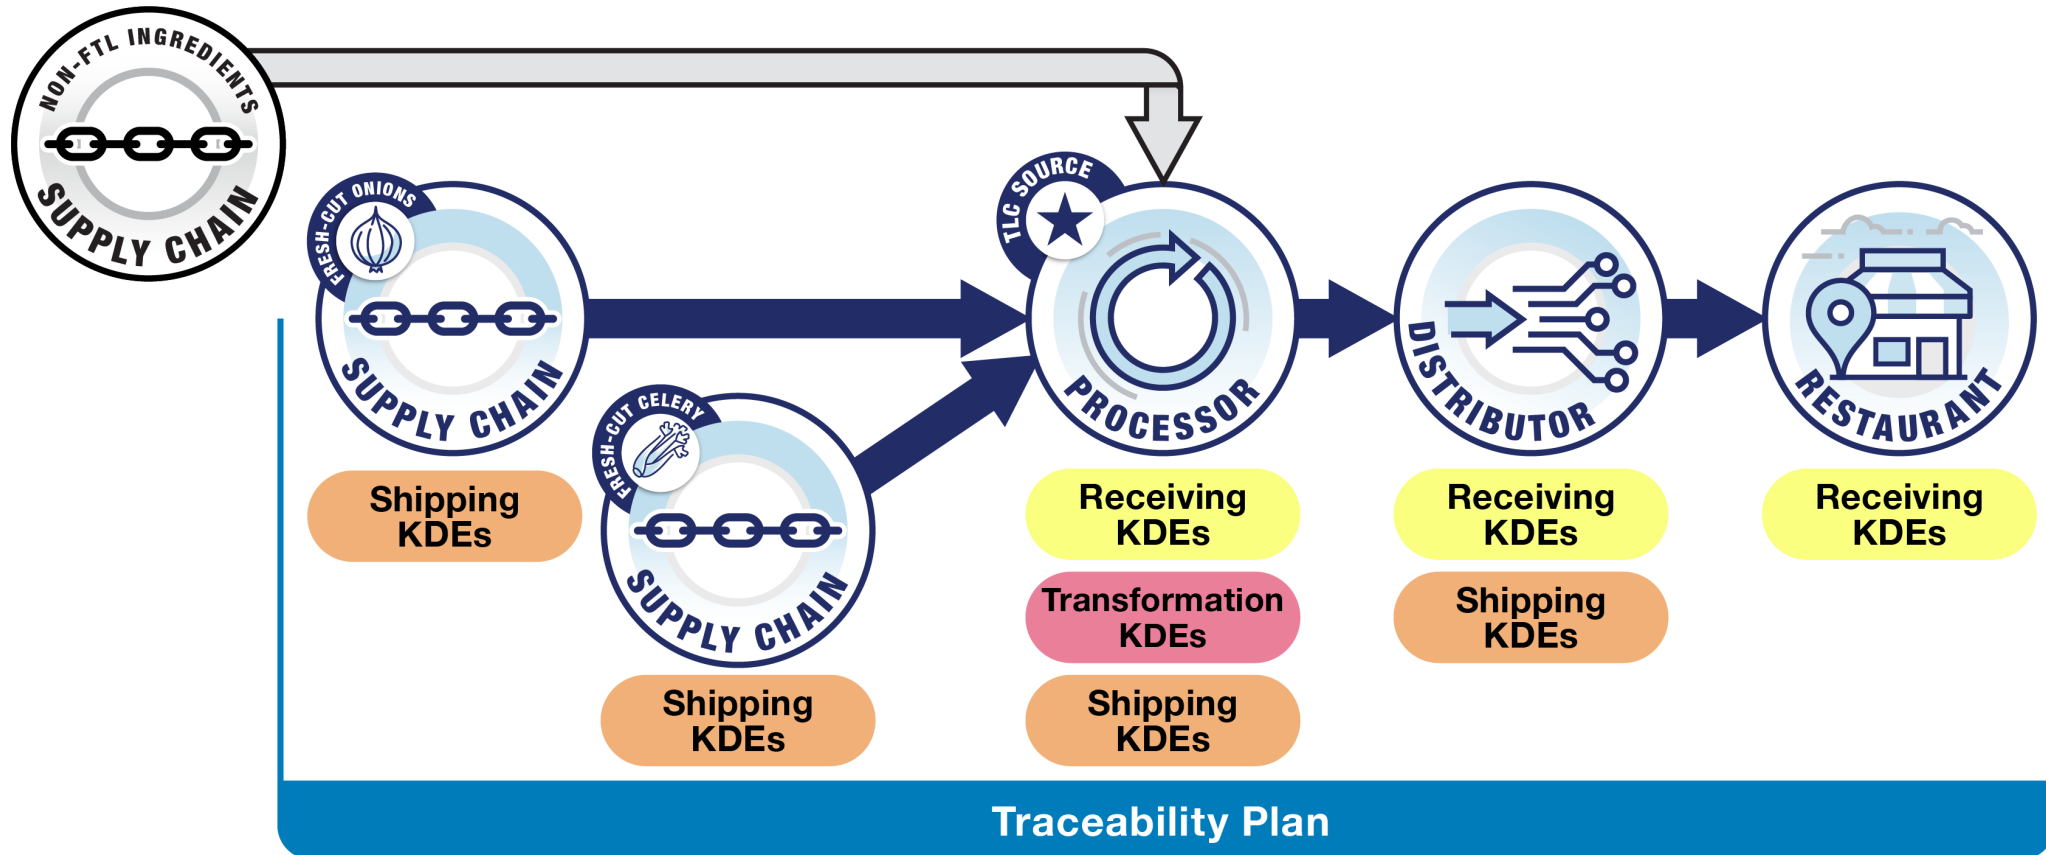 NON-FTL INGREDIENTS
SUPPLY CHAIN
FRESH-CUT ONIONS
SUPPLY CHAIN
Shipping
KDEs
FRESH-CUT CELERY
SUPPLY CHAIN
Shipping
KDEs
TLC SOURCE
PROCESSOR
Receiving
KDEs
Transformation
KDEs
Shipping
KDEs
DISTRIBUTOR
Receiving
KDEs
Shipping
KDEs
RESTAURANT
Receiving
KDEs
Traceability Plan